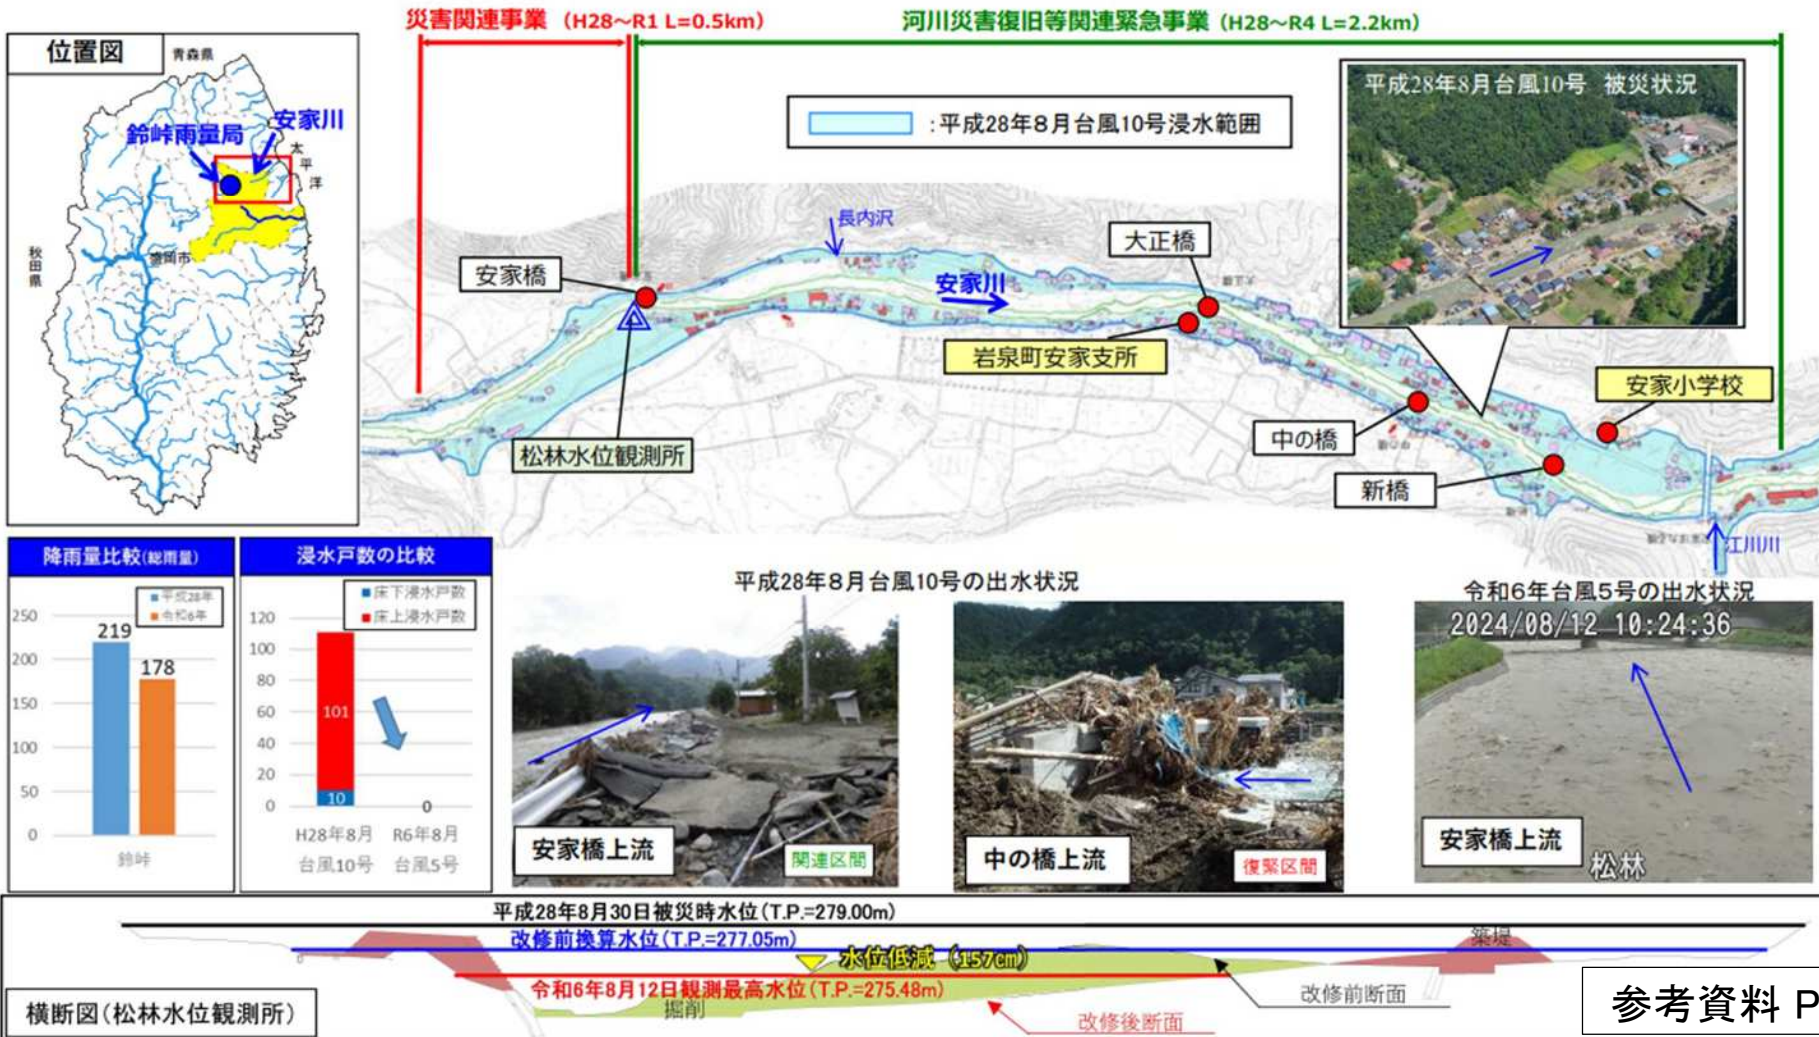 災害関連事業 (H28～R1 L=0.5km)
河川災害復旧等関連緊急事業 (H28～R4 L=2.2km)
位置図
青森県
鈴峠雨量局
安家川
太平洋
秋田県
盛岡市
:平成28年8月台風10号浸水範囲
平成28年8月台風10号 被災状況
長内沢
安家橋
安家川
大正橋
岩泉町安家支所
安家小学校
松林水位観測所
中の橋
新橋
江川川
降雨量比較(総雨量)
平成28年
令和6年
250
200
150
100
50
0
219
178
鈴峠
浸水戸数の比較
床下浸水戸数
床上浸水戸数
120
100
80
60
40
20
0
101
10
0
H28年8月
台風10号
R6年8月
台風5号
平成28年8月台風10号の出水状況
安家橋上流
関連区間
中の橋上流
復緊区間
令和6年台風5号の出水状況
2024/08/12 10:24:36
安家橋上流
松林
平成28年8月30日被災時水位(T.P.=279.00m)
改修前換算水位(T.P.=277.05m)
水位低減 (157cm)
令和6年8月12日観測最高水位(T.P.=275.48m)
築堤
掘削
改修前断面
改修後断面
横断図(松林水位観測所)
参考資料 P